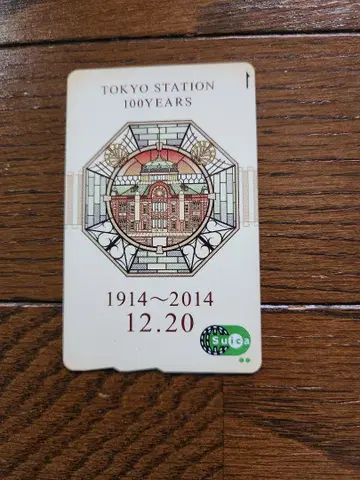 TOKYO STATION
100YEARS
1914～2014
12.20
Suica